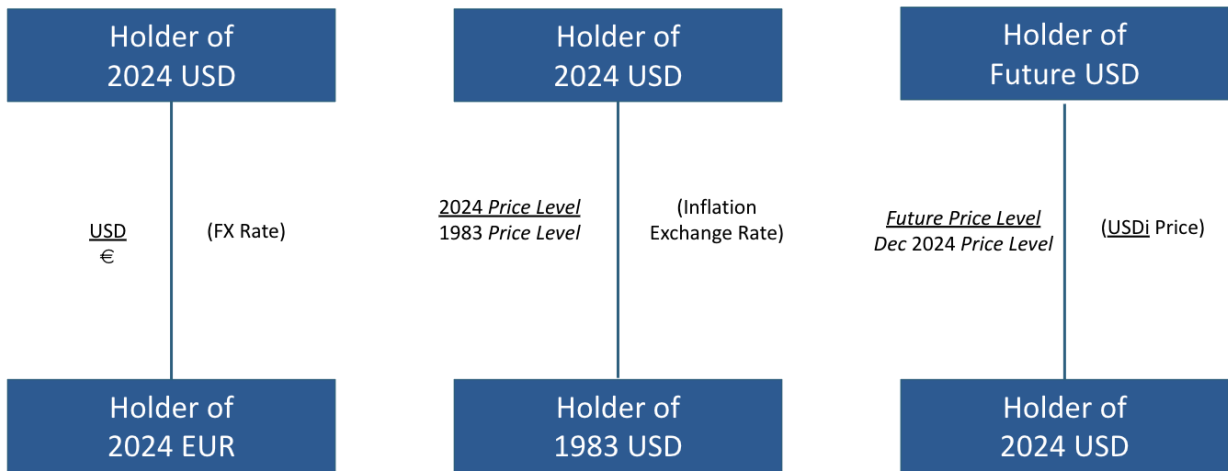 Holder of
2024 USD
USD
€
(FX Rate)
Holder of
2024 EUR
Holder of
2024 USD
2024 Price Level
1983 Price Level
(Inflation
Exchange Rate)
Holder of
1983 USD
Holder of
Future USD
Future Price Level
Dec 2024 Price Level
(USDi Price)
Holder of
2024 USD